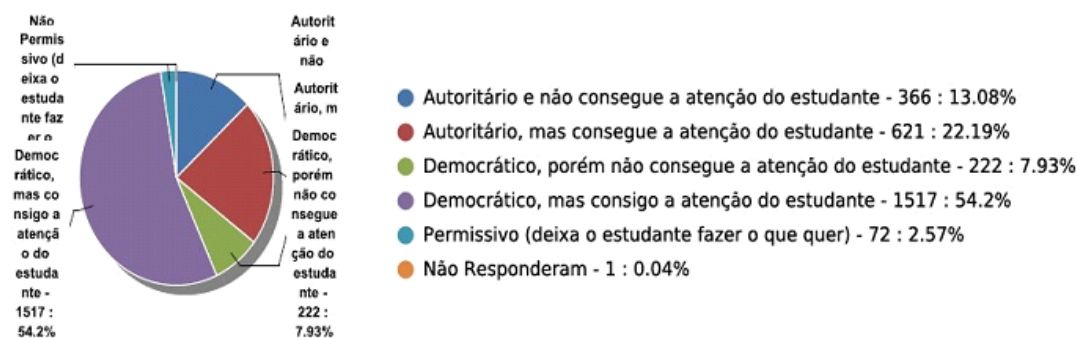 Não
Permis
sivo (d
eixa o
estuda
nte faz
er o
Democ
rático,
mas co
nsigo a
atençã
o do
estuda
nte -
1517 :
54.2%
Autorit
ário e
não
Autorit
ário, m
Democ
rático,
porém
não co
nsegue
a aten
ção do
estuda
nte -
222 :
7.93%
Autoritário e não consegue a atenção do estudante - 366 : 13.08%
Autoritário, mas consegue a atenção do estudante - 621 : 22.19%
Democrático, porém não consegue a atenção do estudante - 222 : 7.93%
Democrático, mas consigo a atenção do estudante - 1517 : 54.2%
Permissivo (deixa o estudante fazer o que quer) - 72 : 2.57%
Não Responderam - 1 : 0.04%